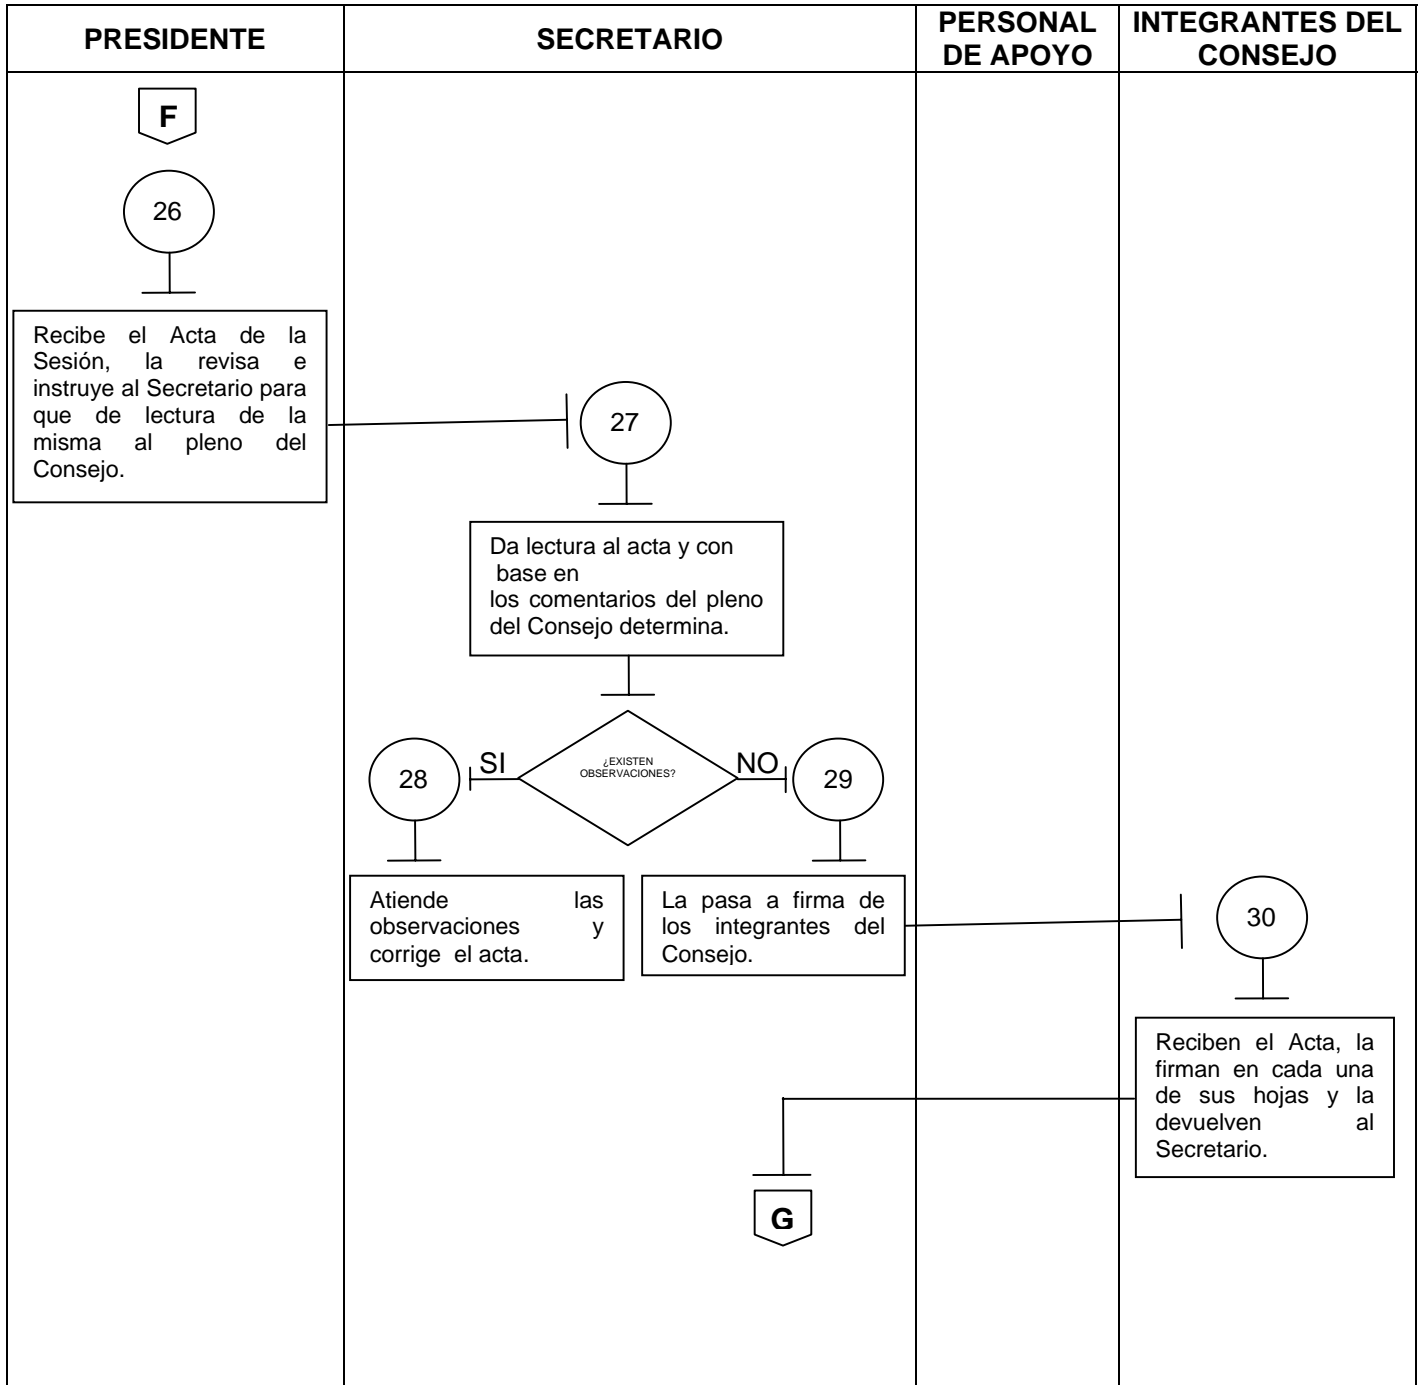 PRESIDENTE
SECRETARIO
PERSONAL
DE APOYO
INTEGRANTES DEL
CONSEJO
F
26
Recibe el Acta de la
Sesión, la revisa e
instruye al Secretario para
que de lectura de la
misma al pleno del
Consejo.
27
Da lectura al acta y con
base en
los comentarios del pleno
del Consejo determina.
¿EXISTEN
OBSERVACIONES?
SI
NO
28
29
Atiende las
observaciones y
corrige el acta.
La pasa a firma de
los integrantes del
Consejo.
30
Reciben el Acta, la
firman en cada una
de sus hojas y la
devuelven al
Secretario.
G